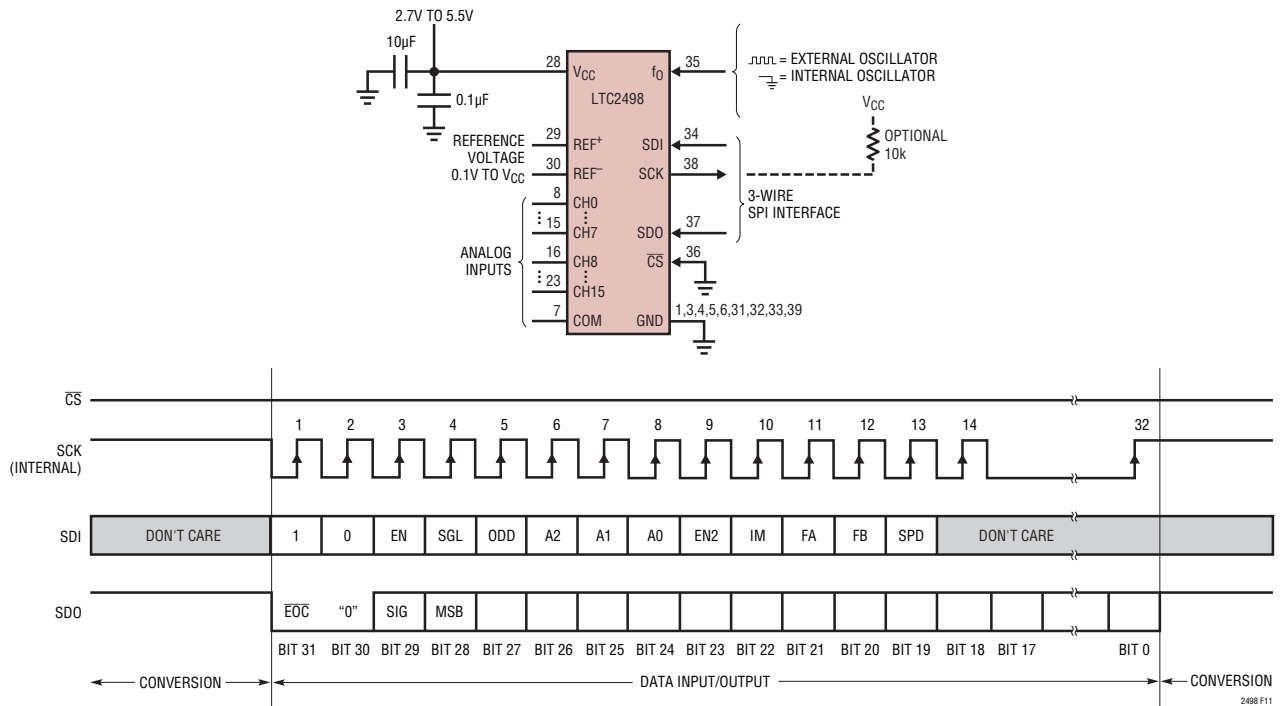 2.7V TO 5.5V
10µF
0.1µF
28
VCC
fO
35
= EXTERNAL OSCILLATOR
= INTERNAL OSCILLATOR
LTC2498
VCC
OPTIONAL
10k
REFERENCE
VOLTAGE
0.1V TO VCC
29
REF+
SDI
34
30
REF–
SCK
38
3-WIRE
SPI INTERFACE
8
CH0
15
CH7
SDO
37
ANALOG
INPUTS
16
CH8
CS
36
23
CH15
7
COM
GND
1,3,4,5,6,31,32,33,39
CS
1 2 3 4 5 6 7 8 9 10 11 12 13 14 32
SCK
(INTERNAL)
SDI DON'T CARE 1 0 EN SGL ODD A2 A1 A0 EN2 IM FA FB SPD DON'T CARE
SDO EOC “0” SIG MSB
BIT 31 BIT 30 BIT 29 BIT 28 BIT 27 BIT 26 BIT 25 BIT 24 BIT 23 BIT 22 BIT 21 BIT 20 BIT 19 BIT 18 BIT 17 BIT 0
CONVERSION DATA INPUT/OUTPUT CONVERSION
2498 F11